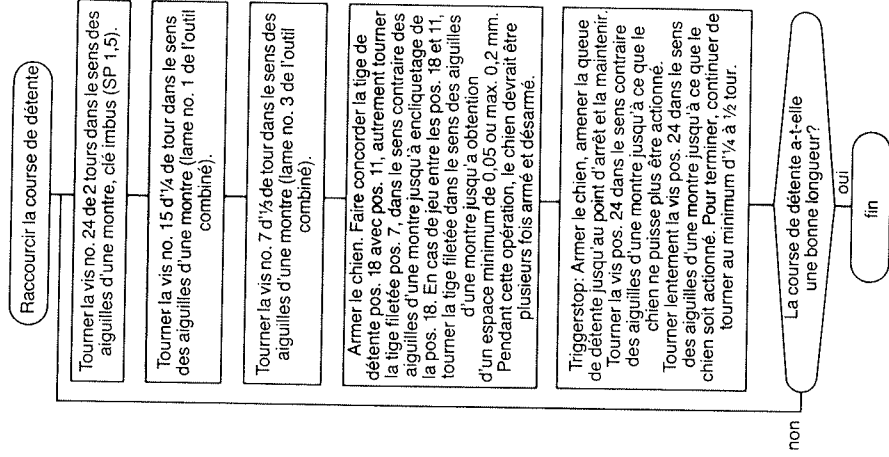 Raccourcir la course de détente
Tourner la vis no. 24 de 2 tours dans le sens des
aiguilles d'une montre, clé imbus (SP 1,5).
Tourner la vis no. 15 d'¼ de tour dans le sens
des aiguilles d'une montre (lame no. 1 de l'outil
combiné).
Tourner la vis no. 7 d'⅓ de tour dans le sens des
aiguilles d'une montre (lame no. 3 de l'outil
combiné).
Armer le chien. Faire concorder la tige de
détente pos. 18 avec pos. 11, autrement tourner
la tige filetée pos. 7, dans le sens contraire des
aiguilles d'une montre jusqu'à encliquetage de
la pos. 18. En cas de jeu entre les pos. 18 et 11,
tourner la tige filetée dans le sens des aiguilles
d'une montre jusqu'a obtention
d'un espace minimum de 0,05 ou max. 0,2 mm.
Pendant cette opération, le chien devrait être
plusieurs fois armé et désarmé.
Triggerstop: Armer le chien, amener la queue
de détente jusqu'au point d'arrêt et la maintenir.
Tourner la vis pos. 24 dans le sens contraire
des aiguilles d'une montre jusqu'à ce que le
chien ne puisse plus être actionné.
Tourner lentement la vis pos. 24 dans le sens
des aiguilles d'une montre jusqu'à ce que le
chien soit actionné. Pour terminer, continuer de
tourner au minimum d'¼ à ½ tour.
La course de détente a-t-elle
une bonne longueur?
non
oui
fin